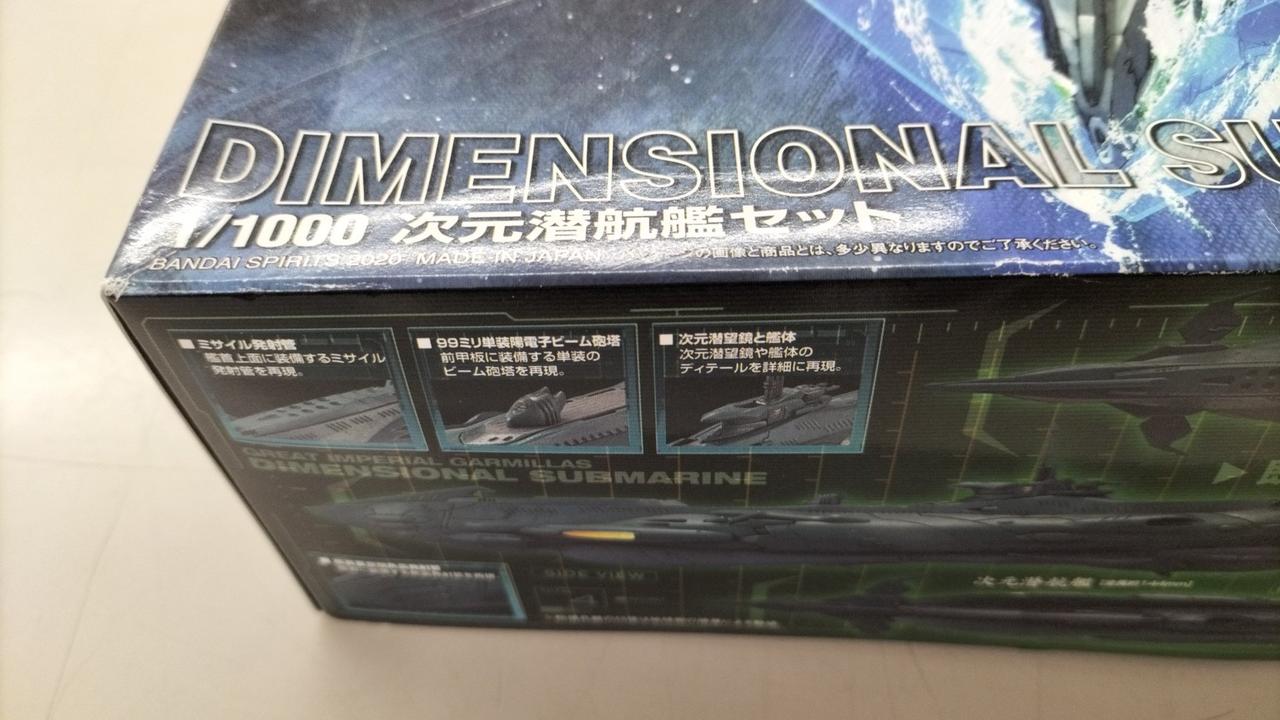 DIMENSIONAL SU
1/1000 次元潜航艦セット
BANDAI SPIRITS 2020 MADE IN JAPAN
の画像と商品とは、多少異なりますのでご了承ください。
■ミサイル発射管
艦首上面に装備するミサイル
発射管を再現。
■99ミリ単装陽電子ビーム砲塔
前甲板に装備する単装の
ビーム砲塔を再現。
■次元潜望鏡と艦体
次元潜望鏡や艦体の
ディテールを詳細に再現。
GREAT IMPERIAL GARMILLAS
DIMENSIONAL SUBMARINE
SIDE VIEW
次元潜航艦